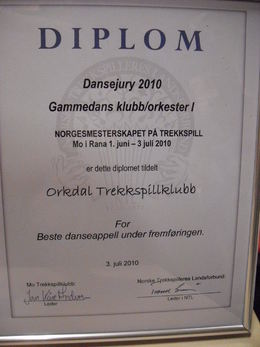 DIPLOM
Dansejury 2010
Gammedans klubb/orkester I
NORGESMESTERSKAPET PÅ TREKKSPILL
Mo i Rana 1. juni – 3 juli 2010
er dette diplomet tildelt
Orkdal Trekkspillklubb
For
Beste danseappell under fremføringen.
3. juli 2010
Mo Trekkspillklubb:
Leder
Norske Trekkspilleres Landsforbund:
Leder i NTL